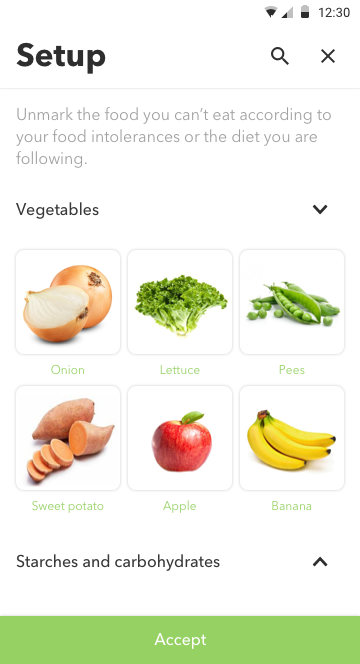 12:30
Setup
Unmark the food you can't eat according to
your food intolerances or the diet you are
following.
Vegetables
Onion
Lettuce
Pees
Sweet potato
Apple
Banana
Starches and carbohydrates
Accept